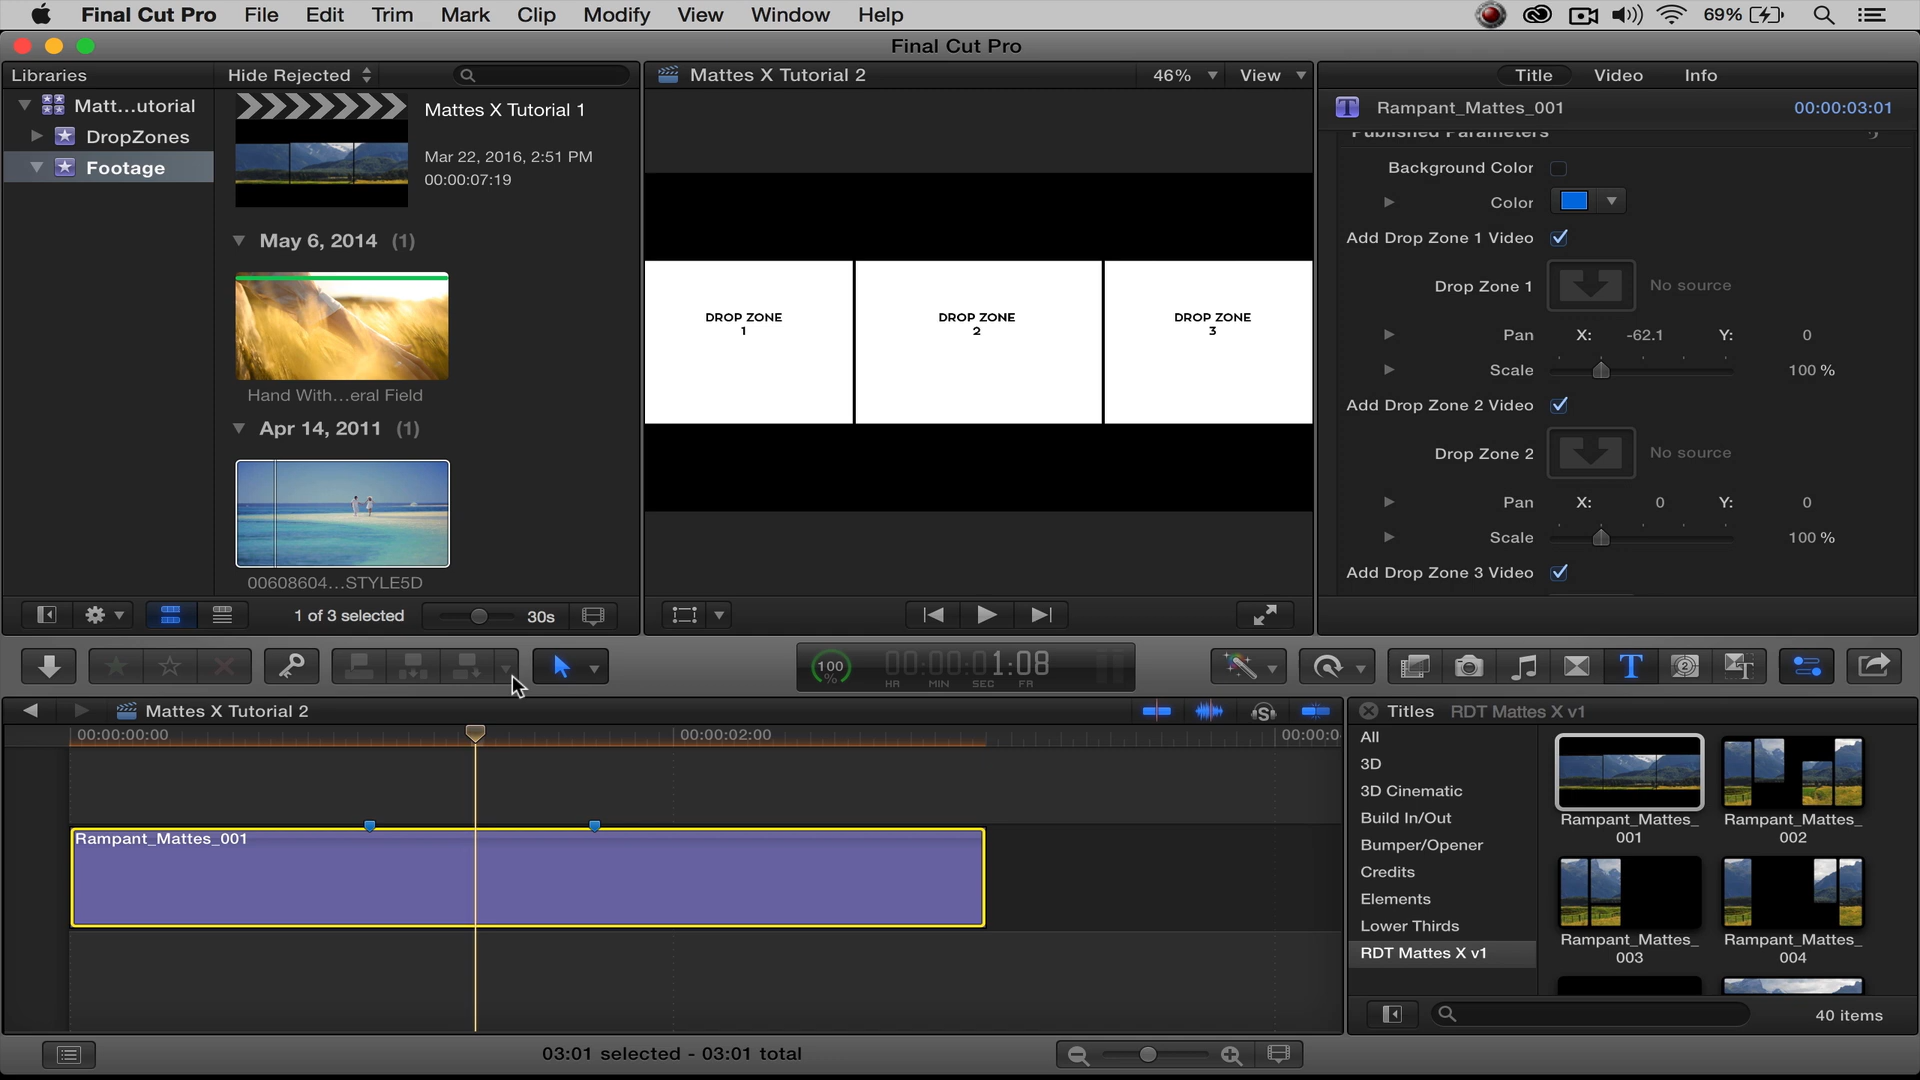 Final Cut Pro File Edit Trim Mark Clip Modify View Window Help 69%
Final Cut Pro
Libraries Hide Rejected
Matt...utorial
DropZones
Footage
Mattes X Tutorial 1
Mar 22, 2016, 2:51 PM
00:00:07:19
May 6, 2014 (1)
Hand With...eral Field
Apr 14, 2011 (1)
00608604...STYLE5D
1 of 3 selected 30s
Mattes X Tutorial 2 46% View
DROP ZONE
1
DROP ZONE
2
DROP ZONE
3
Title Video Info
Rampant_Mattes_001 00:00:03:01
Published Parameters
Background Color
Color
Add Drop Zone 1 Video
Drop Zone 1 No source
Pan X: -62.1 Y: 0
Scale 100 %
Add Drop Zone 2 Video
Drop Zone 2 No source
Pan X: 0 Y: 0
Scale 100 %
Add Drop Zone 3 Video
100 % 00:00:01:08
HR MIN SEC FR
Mattes X Tutorial 2
00:00:00:00 00:00:02:00 00:00:0
Rampant_Mattes_001
03:01 selected - 03:01 total
Titles RDT Mattes X v1
All
3D
3D Cinematic
Build In/Out
Bumper/Opener
Credits
Elements
Lower Thirds
RDT Mattes X v1
Rampant_Mattes_
001
Rampant_Mattes_
002
Rampant_Mattes_
003
Rampant_Mattes_
004
40 items